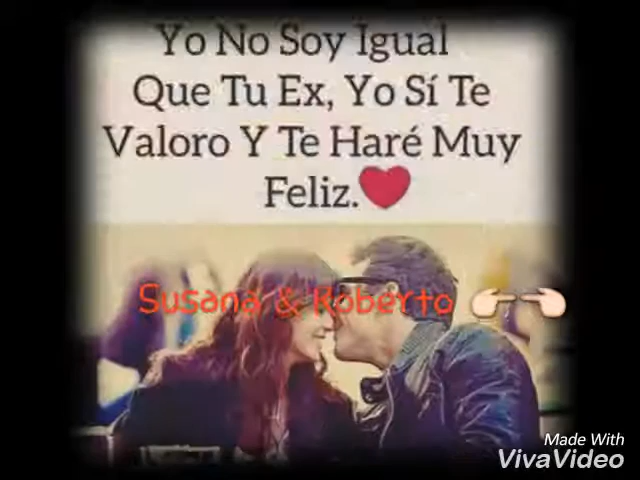 Yo No Soy Igual
Que Tu Ex, Yo Sí Te
Valoro Y Te Haré Muy
Feliz.❤
Susana & Roberto 👉👈
Made With
VivaVideo